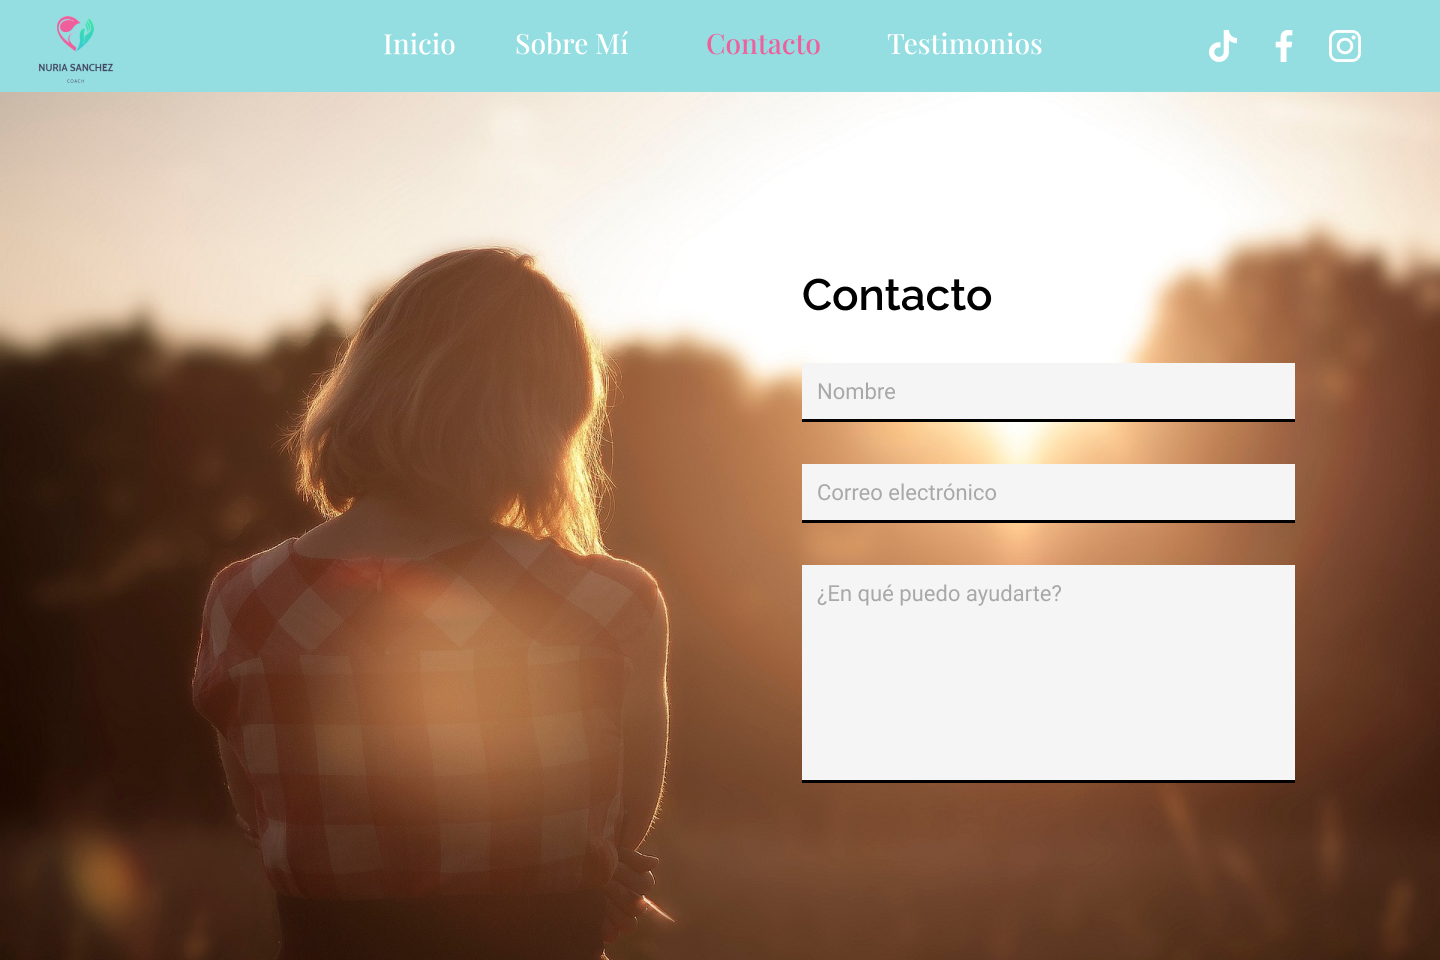 NURIA SANCHEZ
COACH
Inicio
Sobre Mí
Contacto
Testimonios
Contacto
Nombre
Correo electrónico
¿En qué puedo ayudarte?